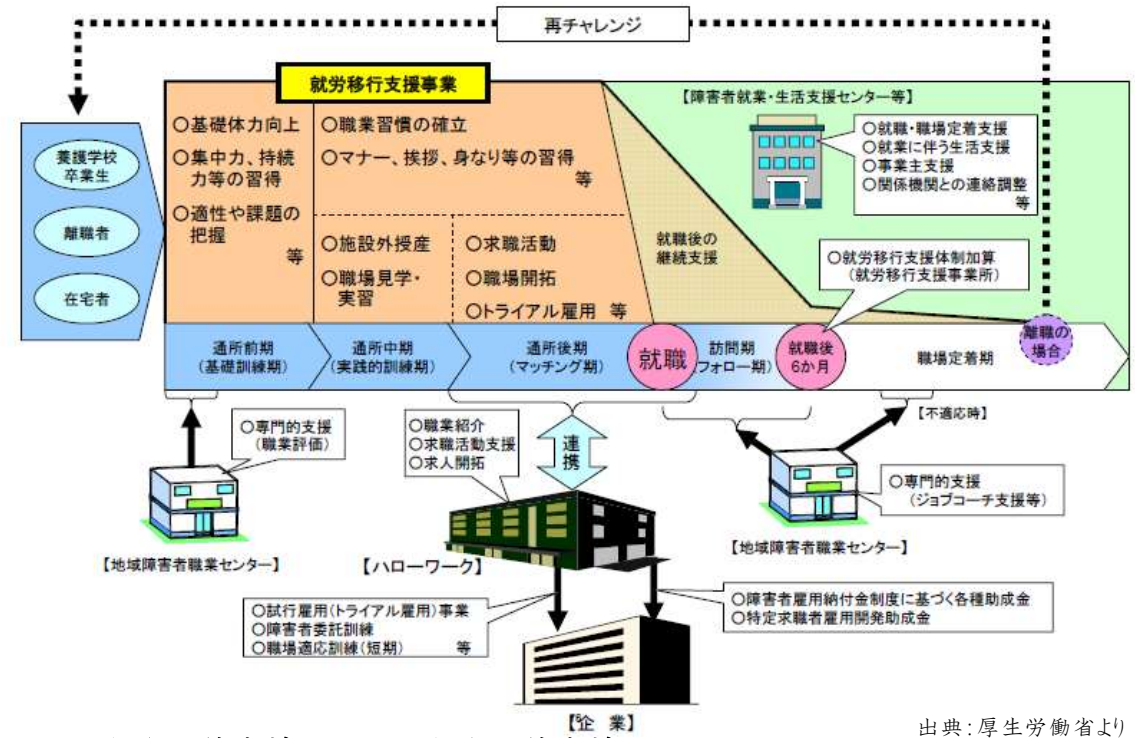 再チャレンジ
就労移行支援事業
【障害者就業・生活支援センター等】
養護学校
卒業生
離職者
在宅者
○基礎体力向上
○集中力、持続
力等の習得
○適性や課題の
把握
等
○職業習慣の確立
○マナー、挨拶、身なり等の習得
等
○施設外授産
○職場見学・
実習
○求職活動
○職場開拓
○トライアル雇用 等
就職後の
継続支援
○就職・職場定着支援
○就業に伴う生活支援
○事業主支援
○関係機関との連絡調整
等
○就労移行支援体制加算
(就労移行支援事業所)
通所前期
(基礎訓練期)
通所中期
(実践的訓練期)
通所後期
(マッチング期)
就職
訪問期
(フォロー期)
就職後
6か月
職場定着期
離職の
場合
【不適応時】
○専門的支援
(職業評価)
【地域障害者職業センター】
○職業紹介
○求職活動支援
○求人開拓
連携
【ハローワーク】
○専門的支援
(ジョブコーチ支援等)
【地域障害者職業センター】
○試行雇用(トライアル雇用)事業
○障害者委託訓練
○職場適応訓練(短期) 等
○障害者雇用納付金制度に基づく各種助成金
○特定求職者雇用開発助成金
【企 業】
出典:厚生労働省より